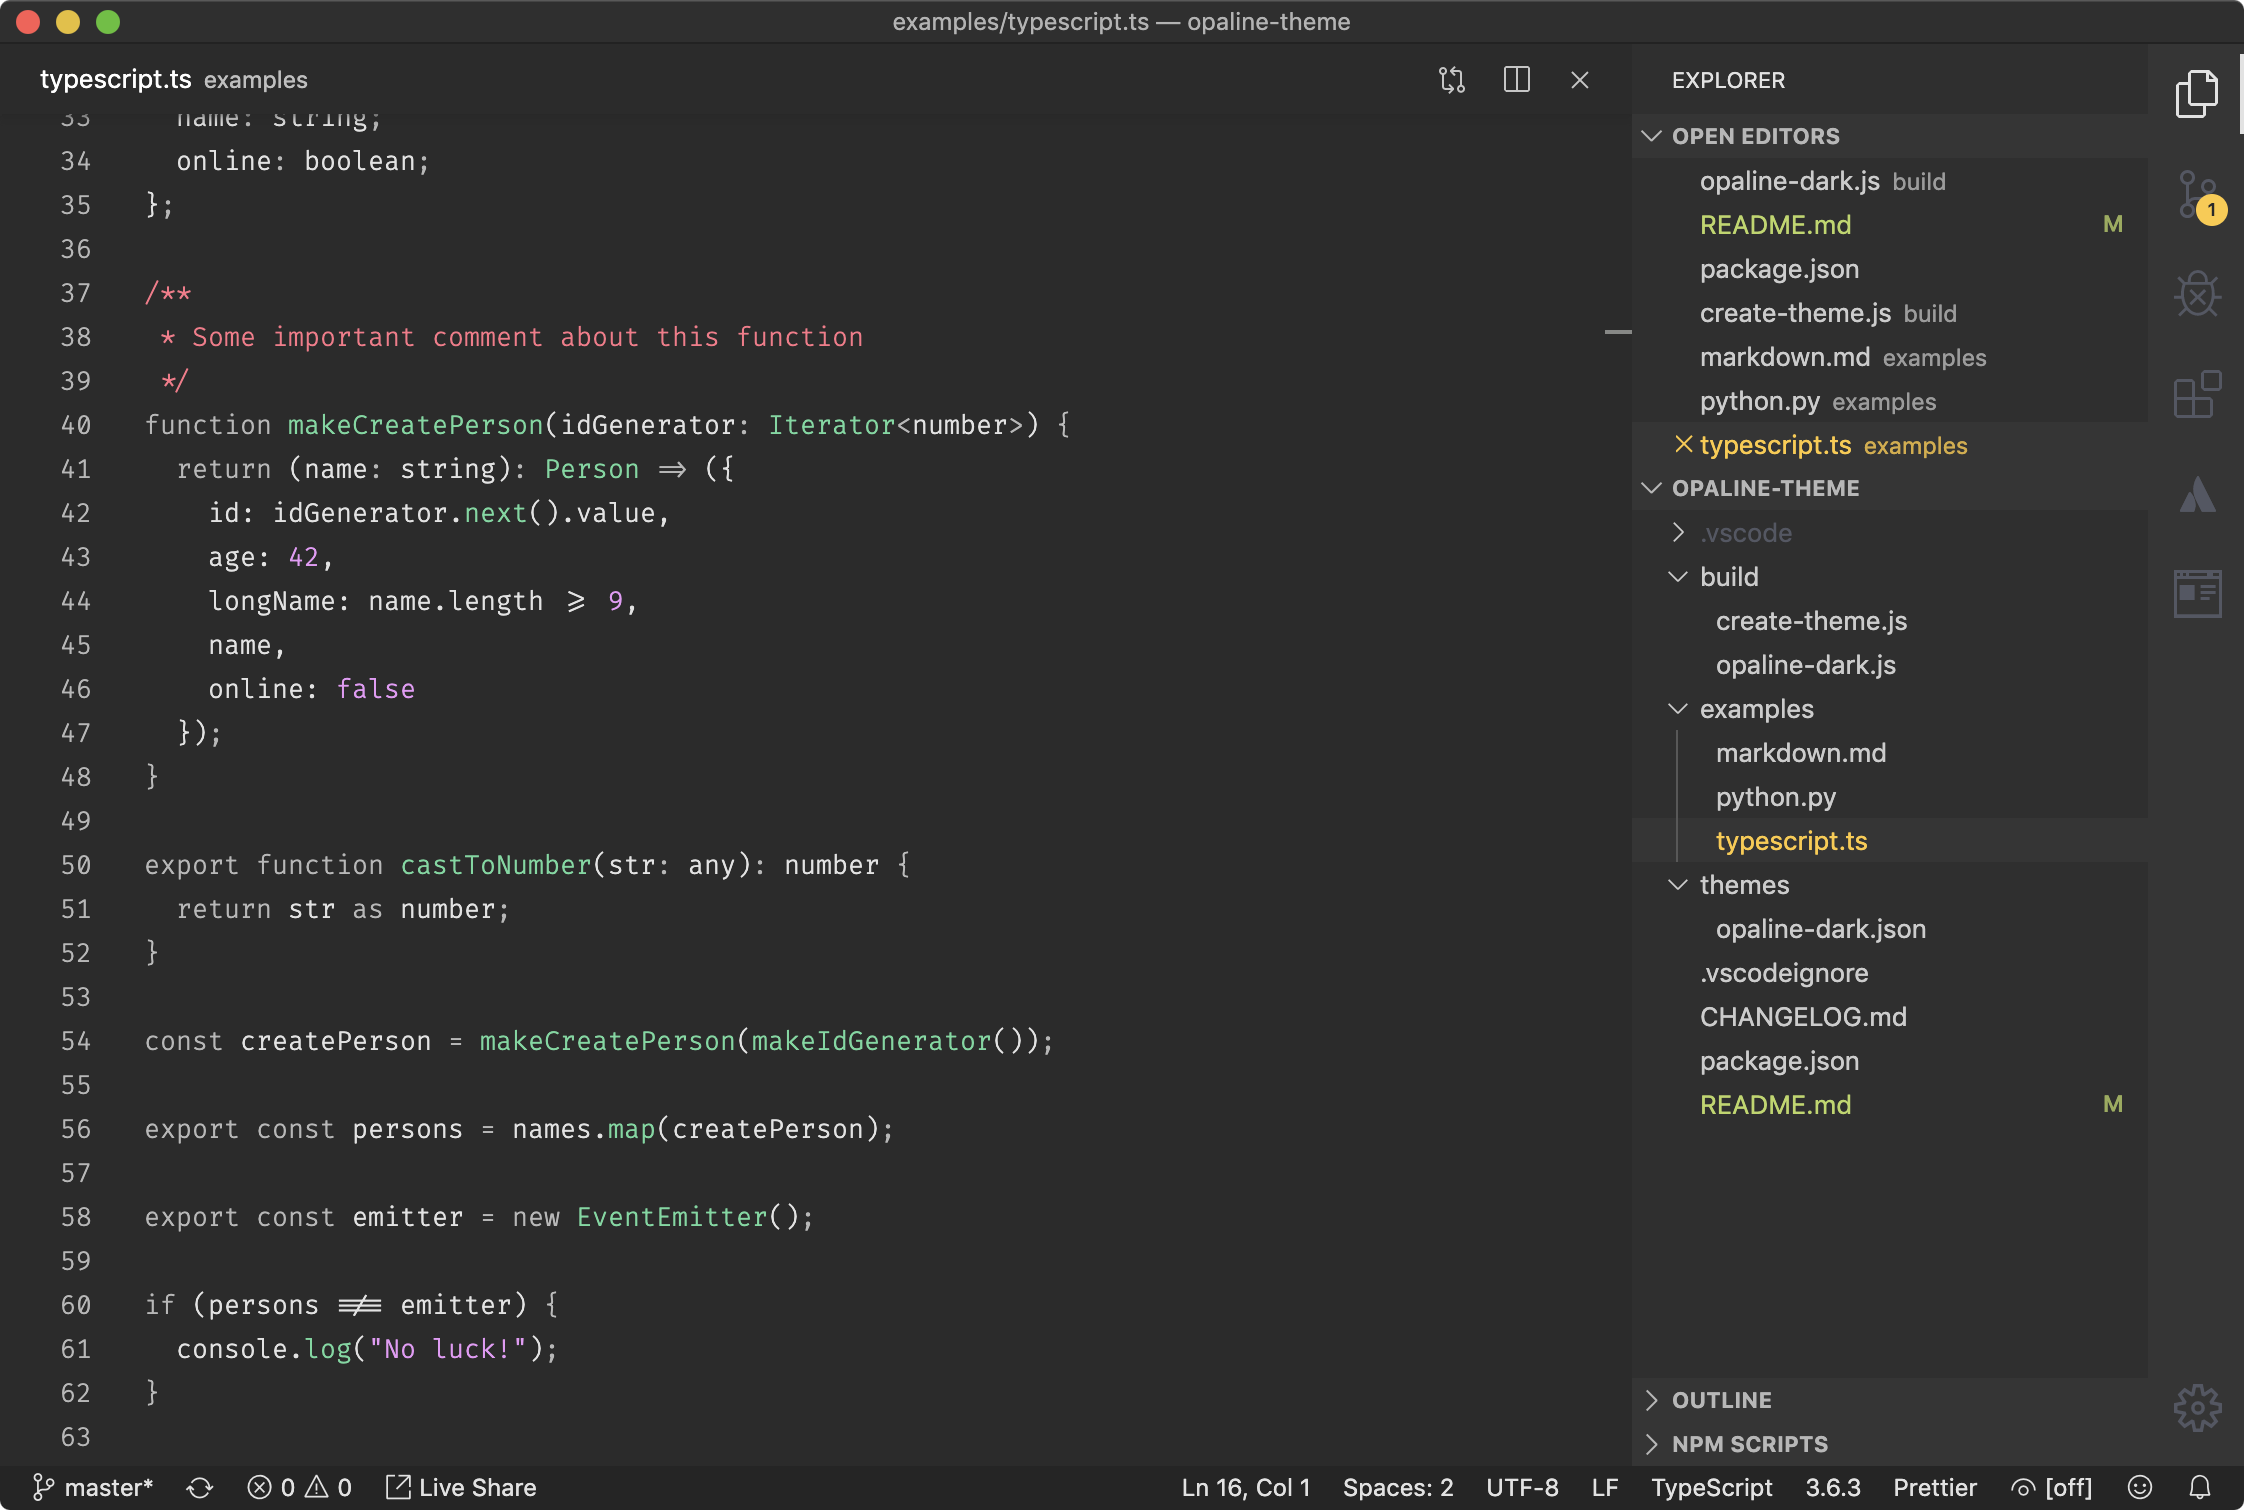 examples/typescript.ts — opaline-theme
typescript.ts examples
33   name: string;
34   online: boolean;
35 };
36
37 /**
38  * Some important comment about this function
39  */
40 function makeCreatePerson(idGenerator: Iterator<number>) {
41   return (name: string): Person => ({
42     id: idGenerator.next().value,
43     age: 42,
44     longName: name.length >= 9,
45     name,
46     online: false
47   });
48 }
49
50 export function castToNumber(str: any): number {
51   return str as number;
52 }
53
54 const createPerson = makeCreatePerson(makeIdGenerator());
55
56 export const persons = names.map(createPerson);
57
58 export const emitter = new EventEmitter();
59
60 if (persons !== emitter) {
61   console.log("No luck!");
62 }
63
EXPLORER
OPEN EDITORS
opaline-dark.js build
README.md M
package.json
create-theme.js build
markdown.md examples
python.py examples
typescript.ts examples
OPALINE-THEME
.vscode
build
create-theme.js
opaline-dark.js
examples
markdown.md
python.py
typescript.ts
themes
opaline-dark.json
.vscodeignore
CHANGELOG.md
package.json
README.md M
OUTLINE
NPM SCRIPTS
1
master* 0 0 Live Share Ln 16, Col 1 Spaces: 2 UTF-8 LF TypeScript 3.6.3 Prettier [off]